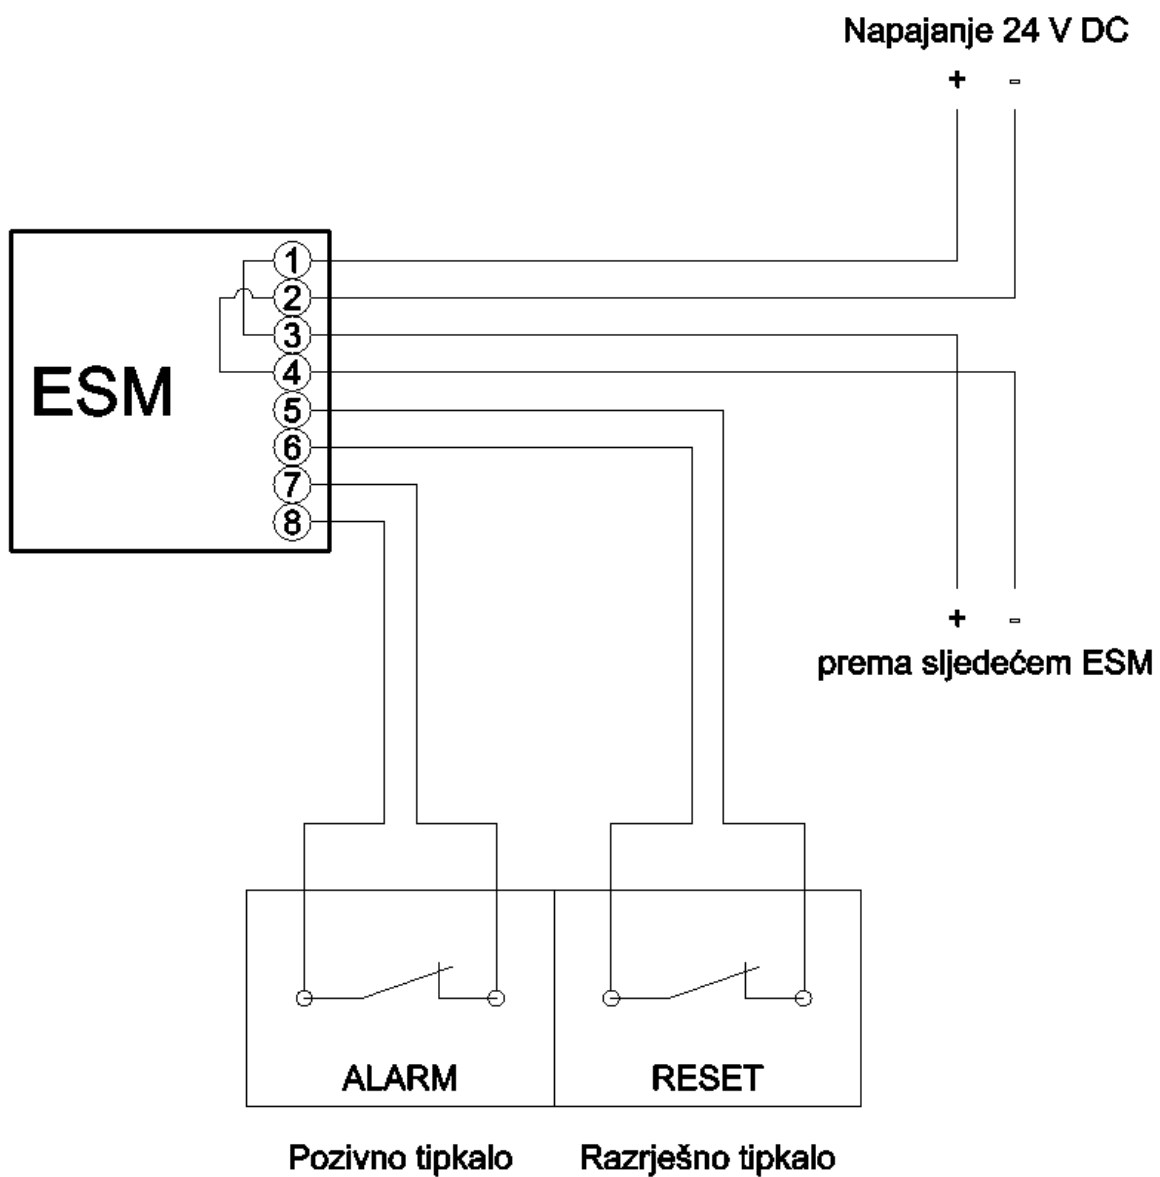 Napajanje 24 V DC
+ -
1
2
3
4
ESM
5
6
7
8
+ -
prema sljedećem ESM
ALARM RESET
Pozivno tipkalo Razrješno tipkalo